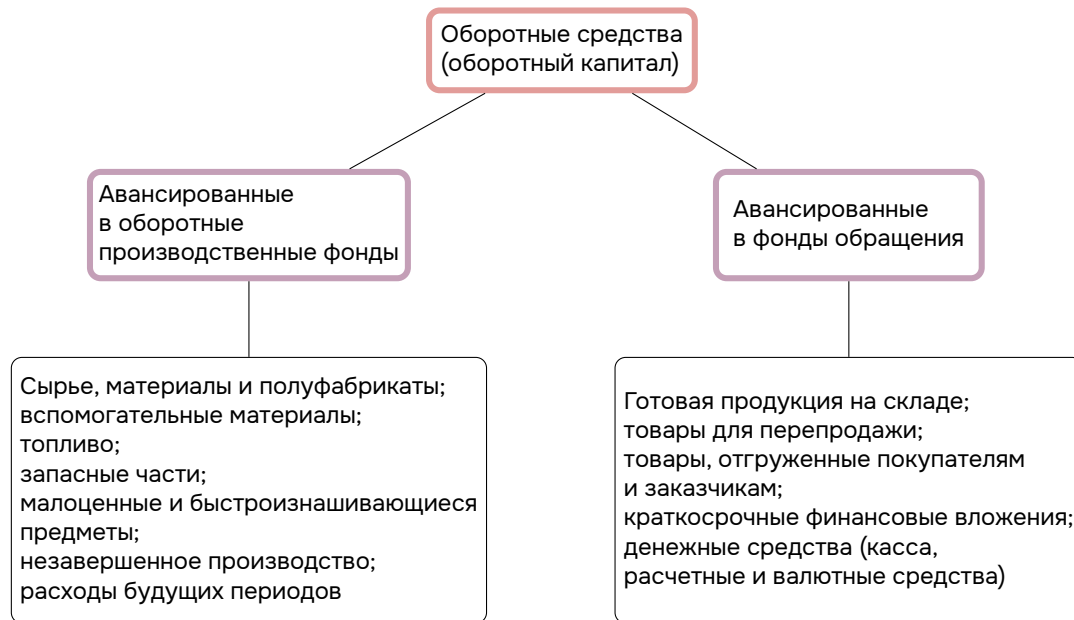 Оборотные средства
(оборотный капитал)
Авансированные
в оборотные
производственные фонды
Авансированные
в фонды обращения
Сырье, материалы и полуфабрикаты;
вспомогательные материалы;
топливо;
запасные части;
малоценные и быстроизнашивающиеся
предметы;
незавершенное производство;
расходы будущих периодов
Готовая продукция на складе;
товары для перепродажи;
товары, отгруженные покупателям
и заказчикам;
краткосрочные финансовые вложения;
денежные средства (касса,
расчетные и валютные средства)